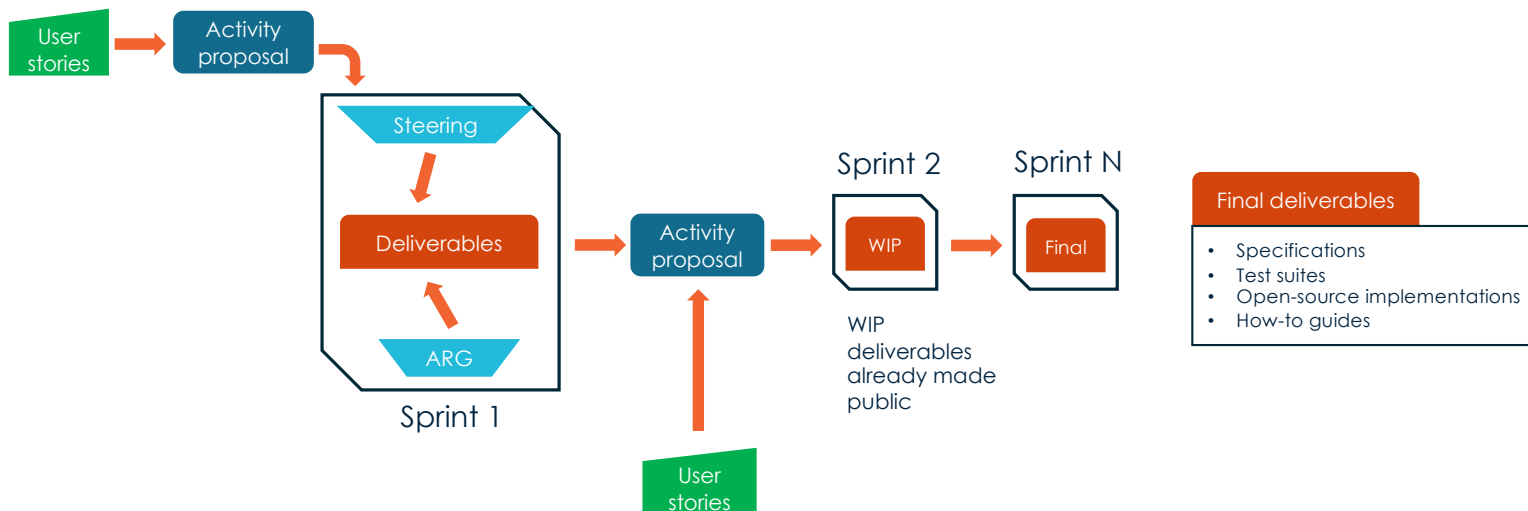 User
stories
Activity
proposal
Steering
Deliverables
ARG
Sprint 1
Activity
proposal
User
stories
Sprint 2
WIP
WIP
deliverables
already made
public
Sprint N
Final
Final deliverables
• Specifications
• Test suites
• Open-source implementations
• How-to guides